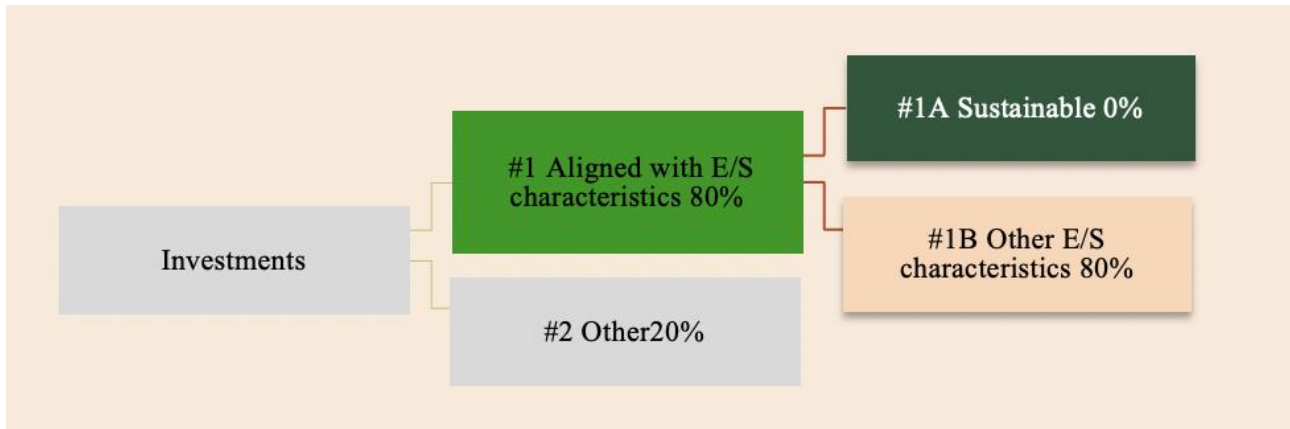 Investments
#1 Aligned with E/S
characteristics 80%
#2 Other20%
#1A Sustainable 0%
#1B Other E/S
characteristics 80%